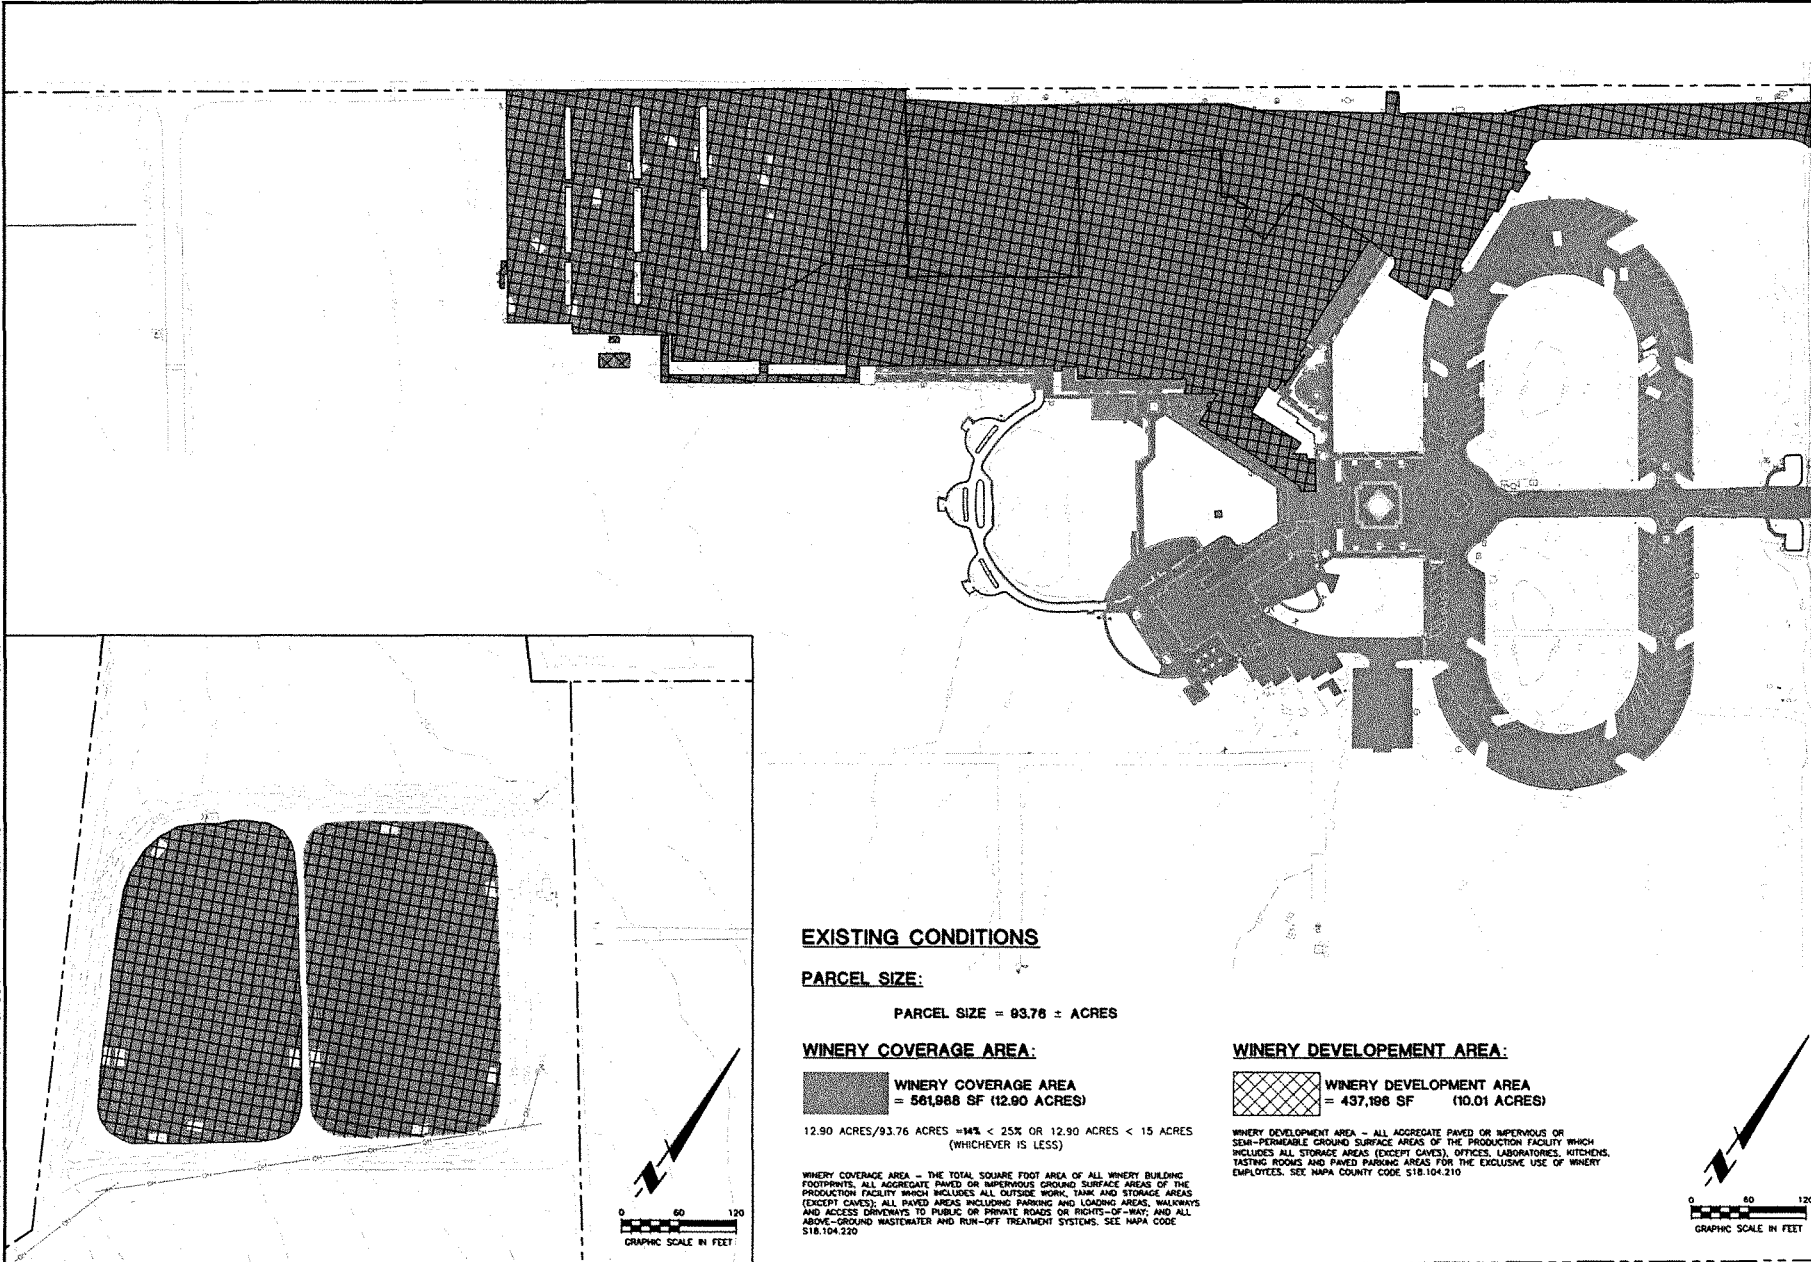 EXISTING CONDITIONS
PARCEL SIZE:
PARCEL SIZE = 93.76 ± ACRES
WINERY COVERAGE AREA:
WINERY COVERAGE AREA
= 561,988 SF (12.90 ACRES)
12.90 ACRES/93.76 ACRES =14% < 25% OR 12.90 ACRES < 15 ACRES
(WHICHEVER IS LESS)
WINERY COVERAGE AREA – THE TOTAL SQUARE FOOT AREA OF ALL WINERY BUILDING
FOOTPRINTS, ALL AGGREGATE PAVED OR IMPERVIOUS GROUND SURFACE AREAS OF THE
PRODUCTION FACILITY WHICH INCLUDES ALL OUTSIDE WORK, TANK AND STORAGE AREAS
(EXCEPT CAVES); ALL PAVED AREAS INCLUDING PARKING AND LOADING AREAS, WALKWAYS
AND ACCESS DRIVEWAYS TO PUBLIC OR PRIVATE ROADS OR RIGHTS-OF-WAY; AND ALL
ABOVE-GROUND WASTEWATER AND RUN-OFF TREATMENT SYSTEMS. SEE NAPA CODE
S18.104.220
WINERY DEVELOPEMENT AREA:
WINERY DEVELOPMENT AREA
= 437,196 SF (10.01 ACRES)
WINERY DEVELOPMENT AREA – ALL AGGREGATE PAVED OR IMPERVIOUS OR
SEMI-PERMEABLE GROUND SURFACE AREAS OF THE PRODUCTION FACILITY WHICH
INCLUDES ALL STORAGE AREAS (EXCEPT CAVES), OFFICES, LABORATORIES, KITCHENS,
TASTING ROOMS AND PAVED PARKING AREAS FOR THE EXCLUSIVE USE OF WINERY
EMPLOYEES. SEE NAPA COUNTY CODE S18.104.210
N
0 60 120
GRAPHIC SCALE IN FEET
N
0 60 120
GRAPHIC SCALE IN FEET